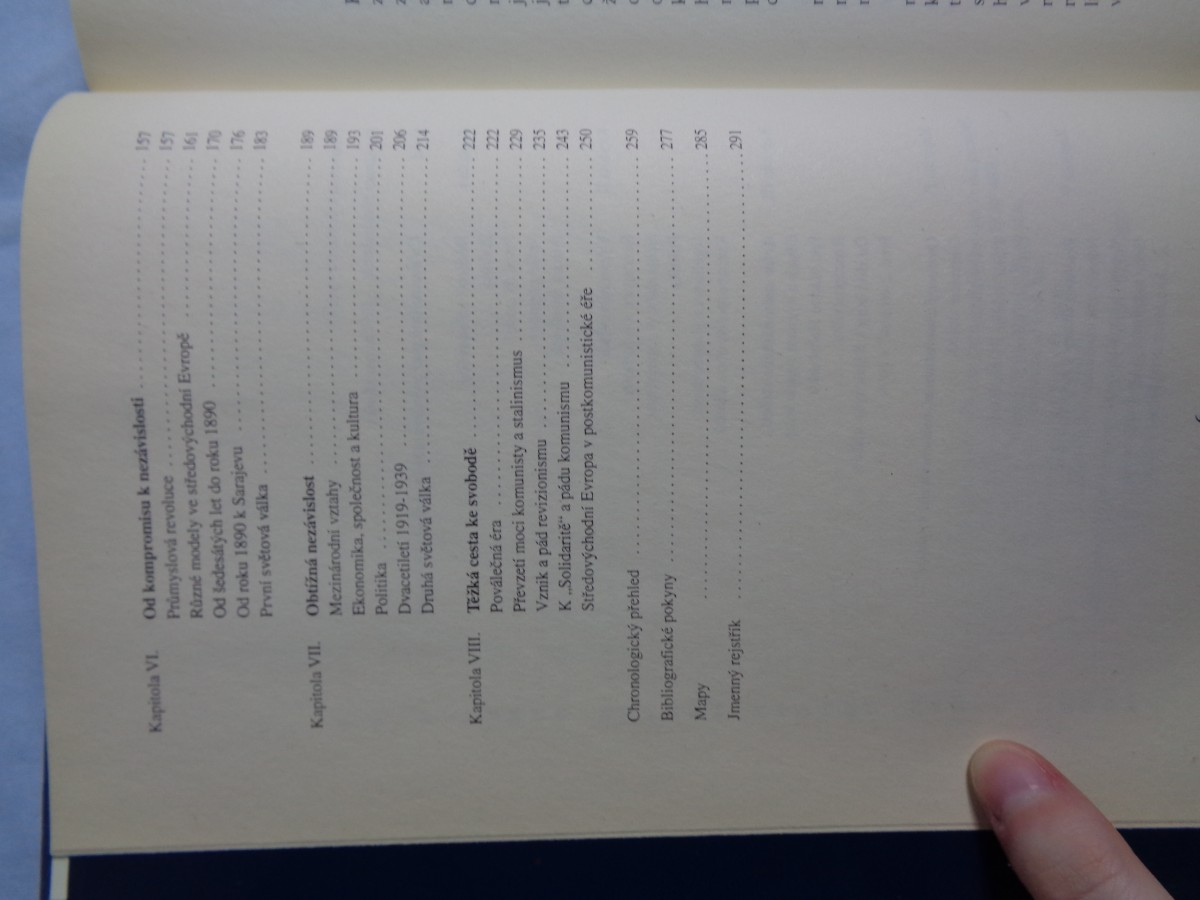 Kapitola VI. Od kompromisu k nezávislosti 157
Průmyslová revoluce 157
Různé modely ve středovýchodní Evropě 161
Od šedesátých let do roku 1890 170
Od roku 1890 k Sarajevu 176
První světová válka 183
Kapitola VII. Obtížná nezávislost 189
Mezinárodní vztahy 189
Ekonomika, společnost a kultura 193
Politika 201
Dvacetiletí 1919-1939 206
Druhá světová válka 214
Kapitola VIII. Těžká cesta ke svobodě 222
Poválečná éra 222
Převzetí moci komunisty a stalinismus 229
Vznik a pád revizionismu 235
K „Solidaritě“ a pádu komunismu 243
Středovýchodní Evropa v postkomunistické éře 250
Chronologický přehled 259
Bibliografické pokyny 277
Mapy 285
Jmenný rejstřík 291